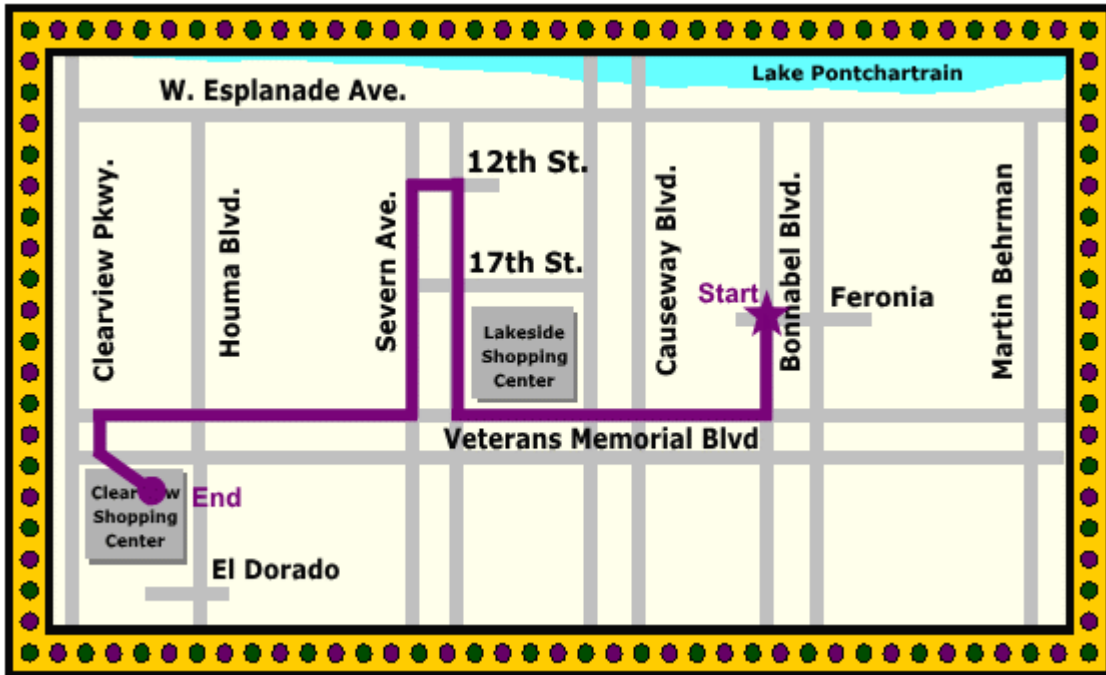 Lake Pontchartrain
W. Esplanade Ave.
12th St.
Clearview Pkwy.
Houma Blvd.
Severn Ave.
17th St.
Causeway Blvd.
Bonnabel Blvd.
Martin Behrman
Start
Feronia
Lakeside
Shopping
Center
Veterans Memorial Blvd
End
Shopping
Center
El Dorado